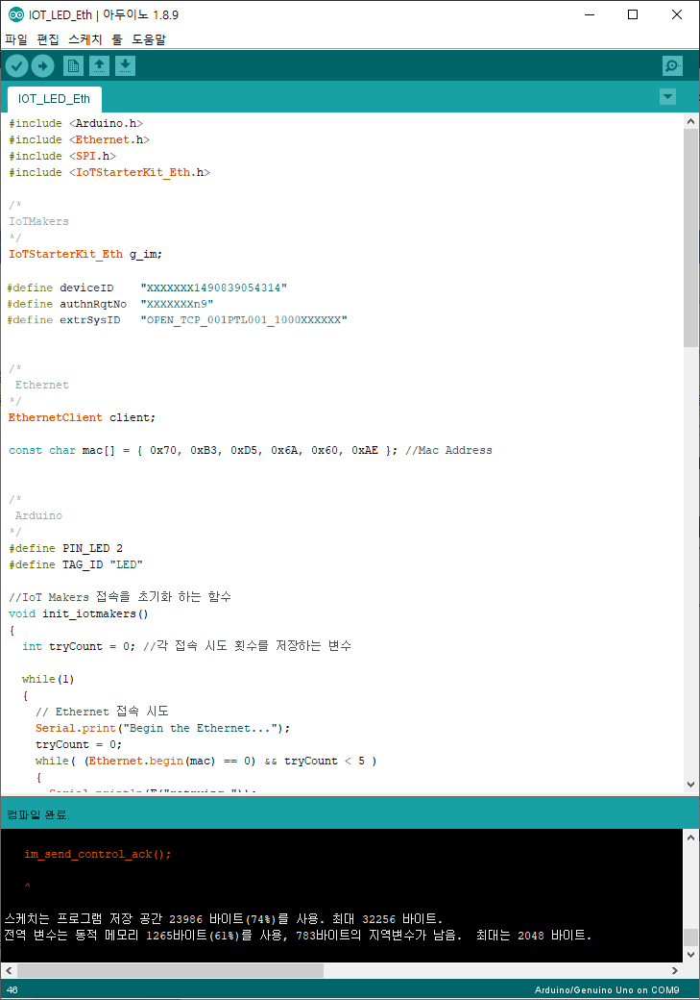 IOT_LED_Eth | 아두이노 1.8.9
파일 편집 스케치 툴 도움말
IOT_LED_Eth
#include <Arduino.h>
#include <Ethernet.h>
#include <SPI.h>
#include <IoTStarterKit_Eth.h>
/*
IoTMakers
*/
IoTStarterKit_Eth g_im;
#define deviceID    "XXXXXXX1490839054314"
#define authnRqtNo  "XXXXXXXn9"
#define extrSysID   "OPEN_TCP_001PTL001_1000XXXXXX"
/*
 Ethernet
*/
EthernetClient client;
const char mac[] = { 0x70, 0xB3, 0xD5, 0x6A, 0x60, 0xAE }; //Mac Address
/*
 Arduino
*/
#define PIN_LED 2
#define TAG_ID "LED"
//IoT Makers 접속을 초기화 하는 함수
void init_iotmakers()
{
  int tryCount = 0; //각 접속 시도 횟수를 저장하는 변수
  while(1)
  {
    // Ethernet 접속 시도
    Serial.print("Begin the Ethernet...");
    tryCount = 0;
    while( (Ethernet.begin(mac) == 0) && tryCount < 5 )
    {
      Serial.println(F("retrying."));
컴파일 완료.
   im_send_control_ack();
   ^
스케치는 프로그램 저장 공간 23986 바이트(74%)를 사용. 최대 32256 바이트.
전역 변수는 동적 메모리 1265바이트(61%)를 사용, 783바이트의 지역변수가 남음.  최대는 2048 바이트.
46
Arduino/Genuino Uno on COM9